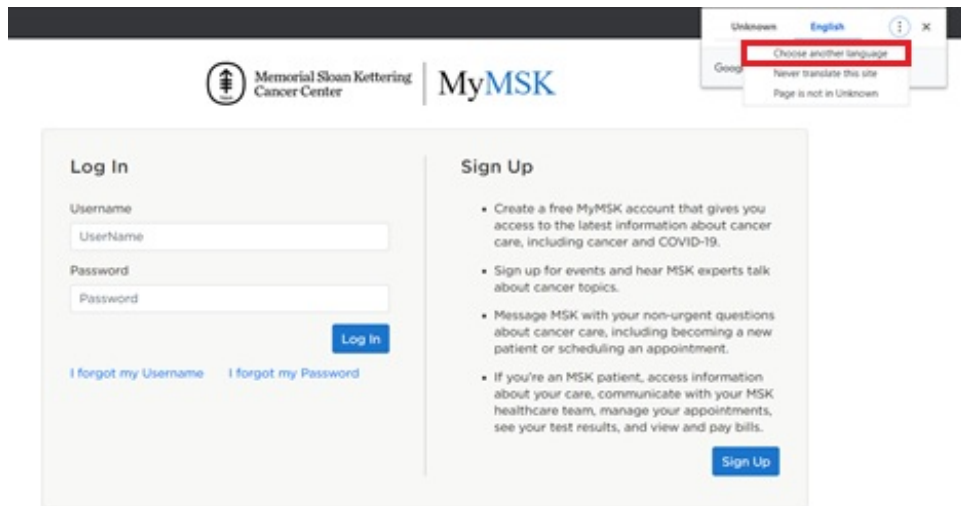 Unknown English
Choose another language
Goog
Never translate this site
Page is not in Unknown
Memorial Sloan Kettering
Cancer Center
MyMSK
Log In
Username
UserName
Password
Password
Log In
I forgot my Username I forgot my Password
Sign Up
• Create a free MyMSK account that gives you
access to the latest information about cancer
care, including cancer and COVID-19.
• Sign up for events and hear MSK experts talk
about cancer topics.
• Message MSK with your non-urgent questions
about cancer care, including becoming a new
patient or scheduling an appointment.
• If you're an MSK patient, access information
about your care, communicate with your MSK
healthcare team, manage your appointments,
see your test results, and view and pay bills.
Sign Up